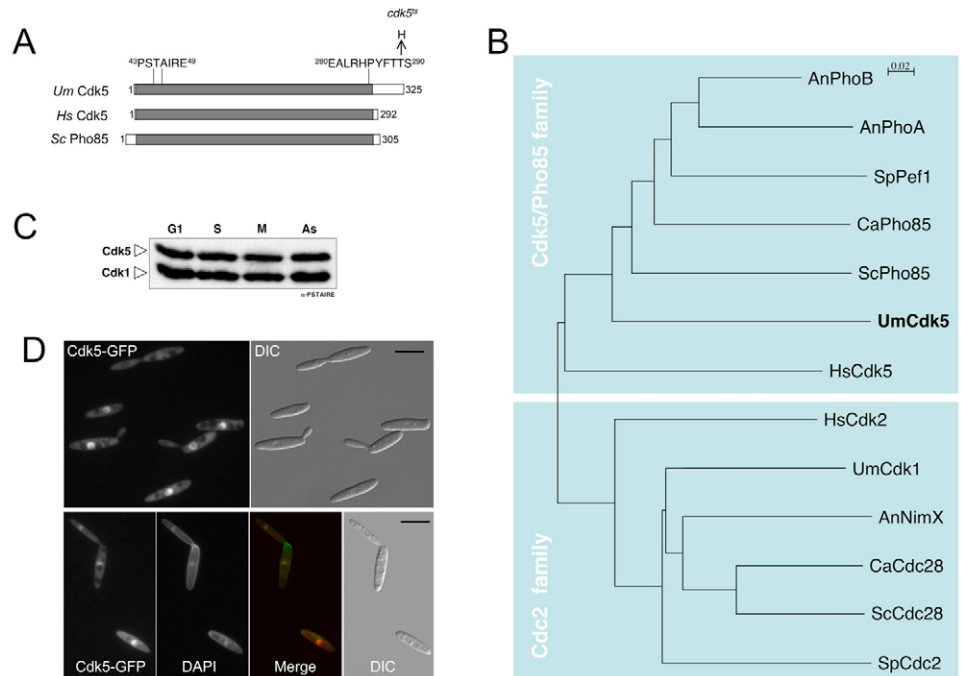 A
cdk5ts
H
43PSTAIRE49
280EALRHPYFTTS290
Um Cdk5 1 325
Hs Cdk5 1 292
Sc Pho85 1 305
B
Cdk5/Pho85 family
0.02
AnPhoB
AnPhoA
SpPef1
CaPho85
ScPho85
UmCdk5
HsCdk5
Cdc2 family
HsCdk2
UmCdk1
AnNimX
CaCdc28
ScCdc28
SpCdc2
C
G1 S M As
Cdk5
Cdk1
α-PSTAIRE
D
Cdk5-GFP DIC
Cdk5-GFP DAPI Merge DIC